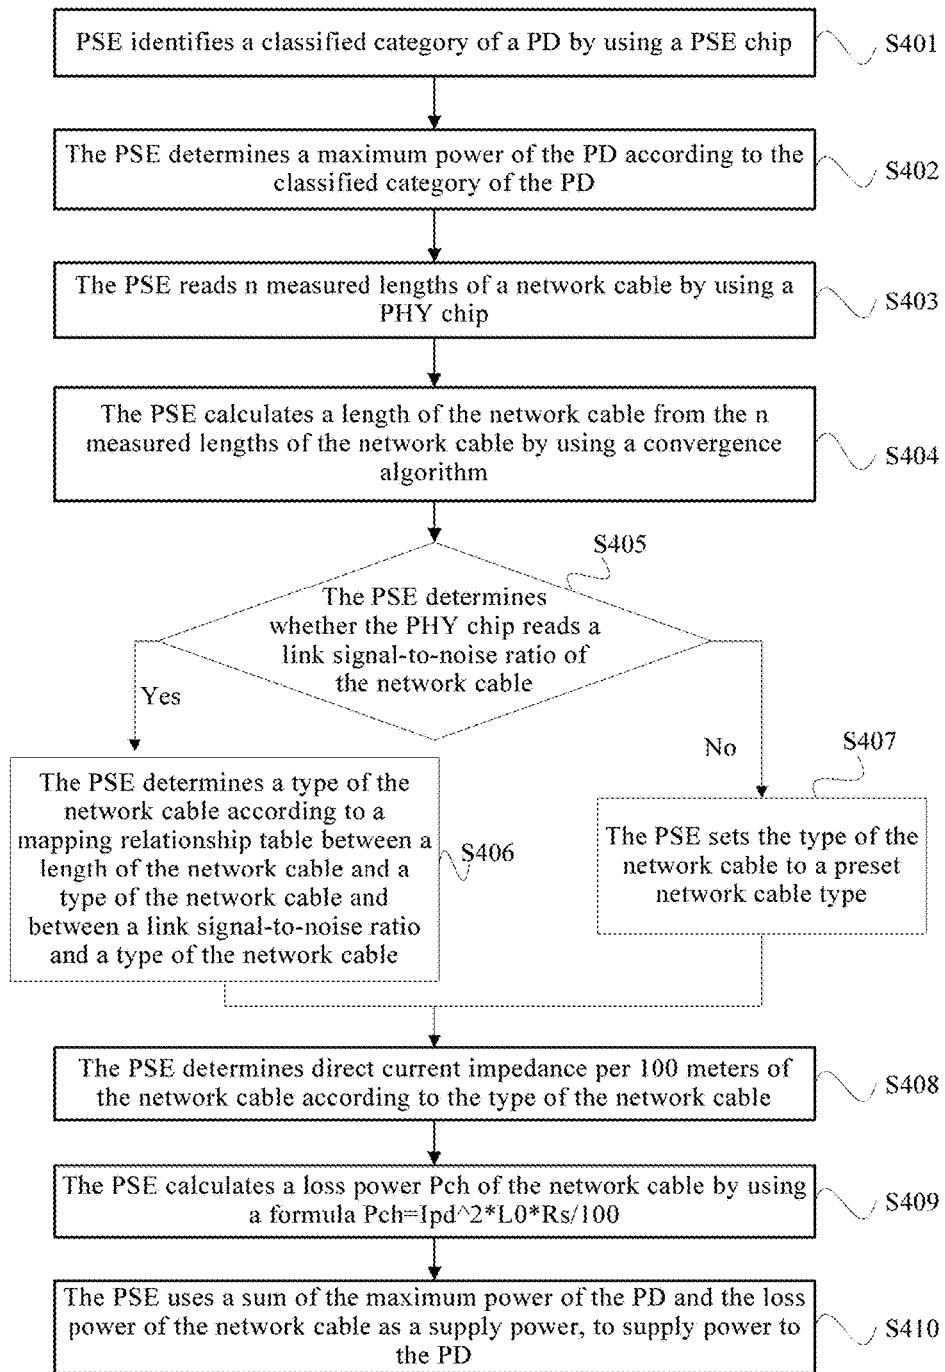 PSE identifies a classified category of a PD by using a PSE chip
S401
The PSE determines a maximum power of the PD according to the
classified category of the PD
S402
The PSE reads n measured lengths of a network cable by using a
PHY chip
S403
The PSE calculates a length of the network cable from the n
measured lengths of the network cable by using a convergence
algorithm
S404
S405
The PSE determines
whether the PHY chip reads a
link signal-to-noise ratio of
the network cable
Yes
No
The PSE determines a type of the
network cable according to a
mapping relationship table between a
length of the network cable and a
type of the network cable and
between a link signal-to-noise ratio
and a type of the network cable
S406
S407
The PSE sets the type of the
network cable to a preset
network cable type
The PSE determines direct current impedance per 100 meters of
the network cable according to the type of the network cable
S408
The PSE calculates a loss power Pch of the network cable by using
a formula Pch=Ipd^2*L0*Rs/100
S409
The PSE uses a sum of the maximum power of the PD and the loss
power of the network cable as a supply power, to supply power to
the PD
S410